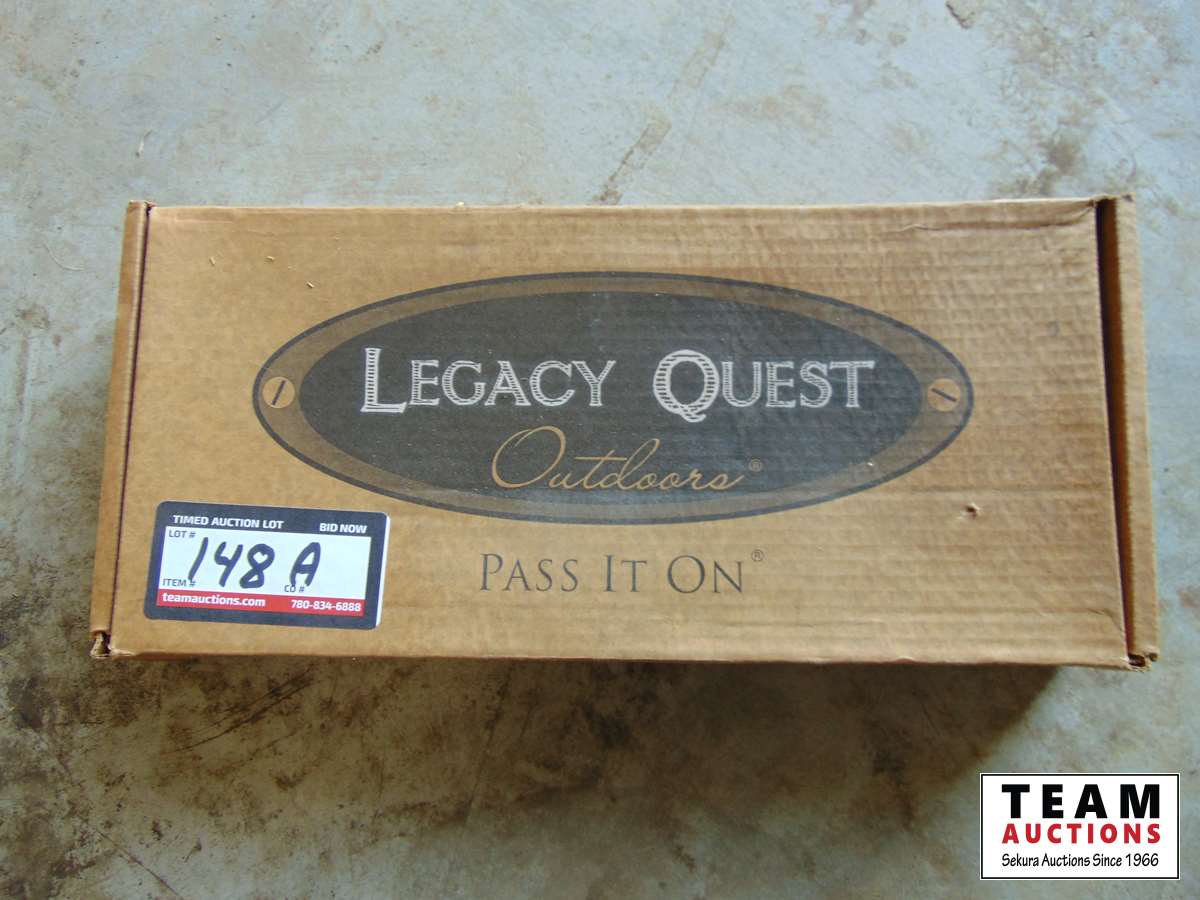 LEGACY QUEST
Outdoors®
PASS IT ON®
TIMED AUCTION LOT BID NOW
LOT #
148 A
ITEM # CO #
teamauctions.com 780-834-6888
TEAM
AUCTIONS
Sekura Auctions Since 1966